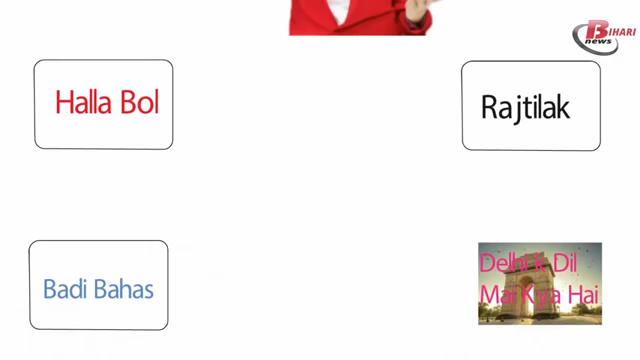 BIHARI
news
Halla Bol
Rajtilak
Badi Bahas
Delhi k Dil
Mai Kya Hai